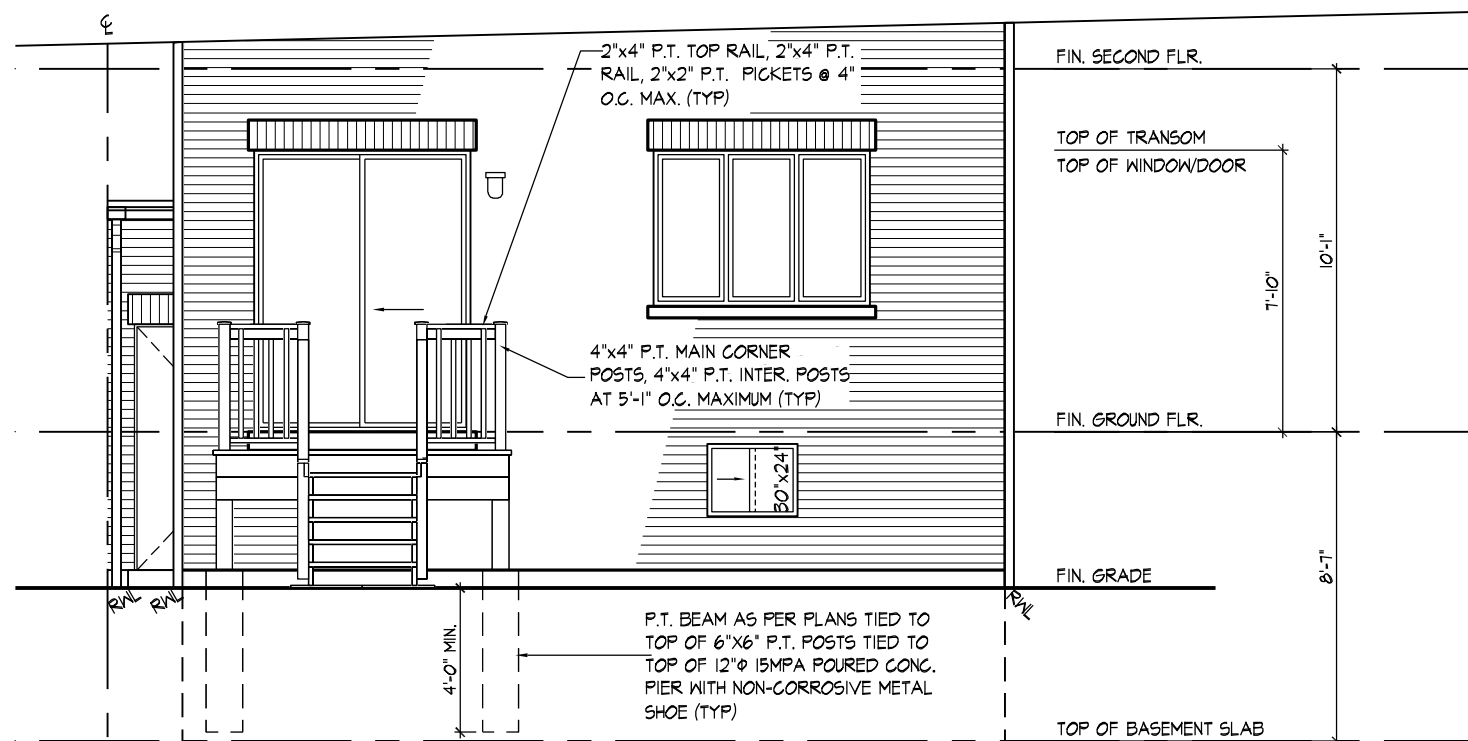 ℄
2"x4" P.T. TOP RAIL, 2"x4" P.T.
RAIL, 2"x2" P.T. PICKETS @ 4"
O.C. MAX. (TYP)
FIN. SECOND FLR.
TOP OF TRANSOM
TOP OF WINDOW/DOOR
10'-1"
7'-10"
4"x4" P.T. MAIN CORNER
POSTS, 4"x4" P.T. INTER. POSTS
AT 5'-1" O.C. MAXIMUM (TYP)
FIN. GROUND FLR.
30"x24"
8'-7"
FIN. GRADE
RWL
RWL
RWL
4'-0" MIN.
P.T. BEAM AS PER PLANS TIED TO
TOP OF 6"X6" P.T. POSTS TIED TO
TOP OF 12"Φ 15MPA POURED CONC.
PIER WITH NON-CORROSIVE METAL
SHOE (TYP)
TOP OF BASEMENT SLAB